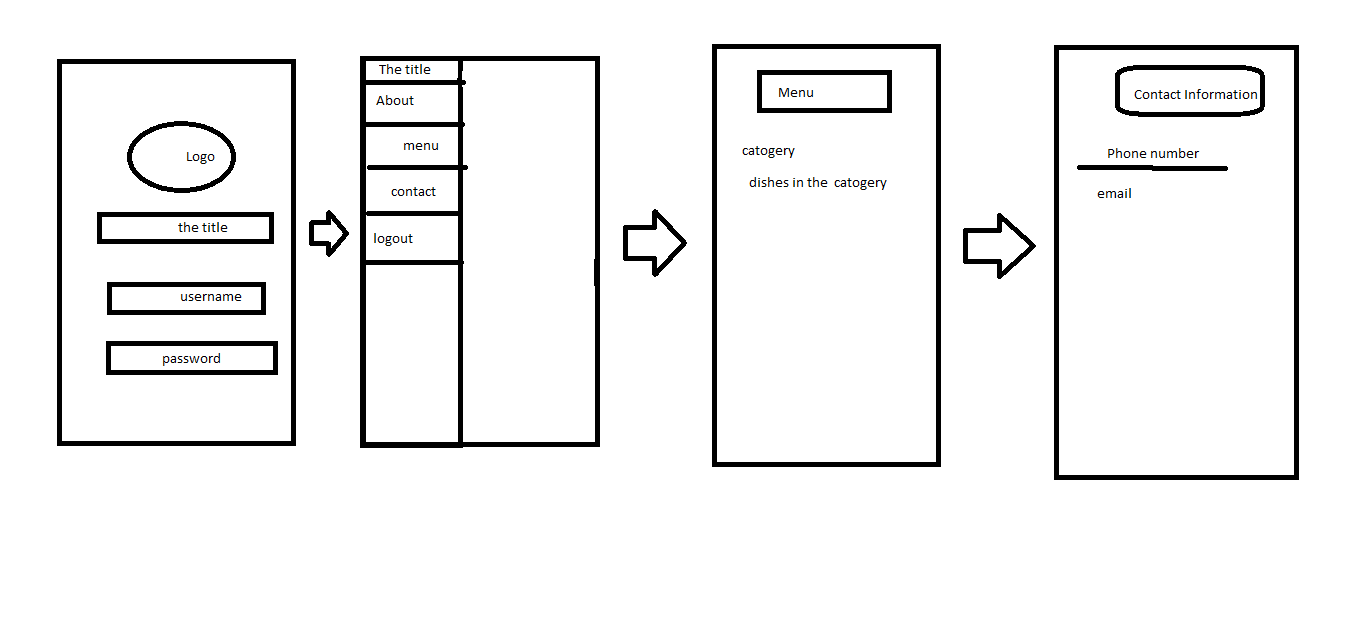 Logo
the title
username
password
The title
About
menu
contact
logout
Menu
catogery
dishes in the  catogery
Contact Information
Phone number
email